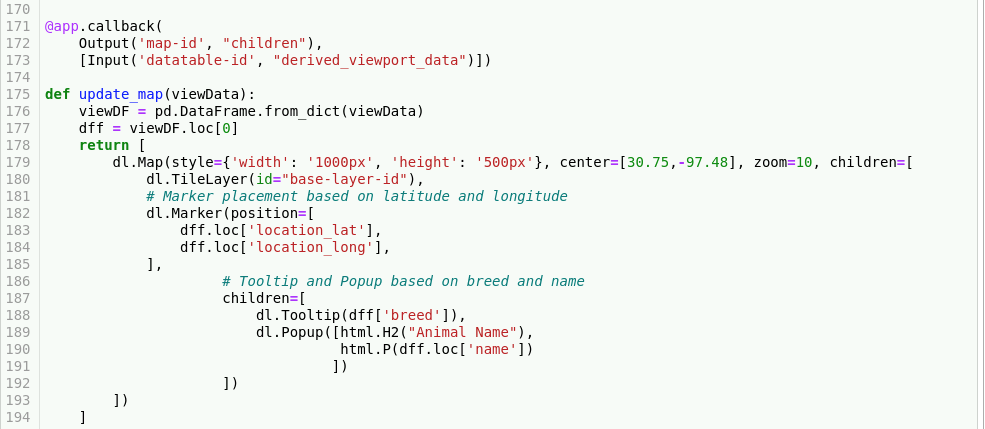 170
171 @app.callback(
172     Output('map-id', "children"),
173     [Input('datatable-id', "derived_viewport_data")])
174
175 def update_map(viewData):
176     viewDF = pd.DataFrame.from_dict(viewData)
177     dff = viewDF.loc[0]
178     return [
179         dl.Map(style={'width': '1000px', 'height': '500px'}, center=[30.75,-97.48], zoom=10, children=[
180             dl.TileLayer(id="base-layer-id"),
181             # Marker placement based on latitude and longitude
182             dl.Marker(position=[
183                 dff.loc['location_lat'],
184                 dff.loc['location_long'],
185             ],
186                      # Tooltip and Popup based on breed and name
187                      children=[
188                          dl.Tooltip(dff['breed']),
189                          dl.Popup([html.H2("Animal Name"),
190                                    html.P(dff.loc['name'])
191                                   ])
192                      ])
193         ])
194     ]